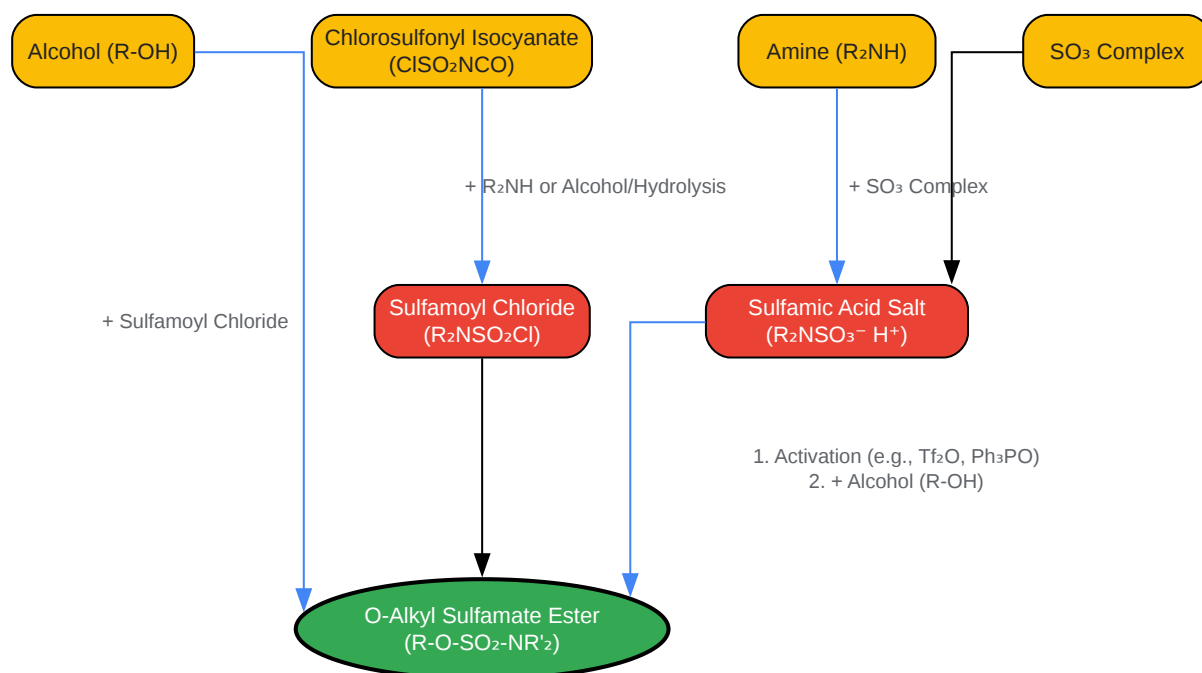 Alcohol (R-OH)
Chlorosulfonyl Isocyanate
(ClSO₂NCO)
Amine (R₂NH)
SO₃ Complex
+ R₂NH or Alcohol/Hydrolysis
+ SO₃ Complex
+ Sulfamoyl Chloride
Sulfamoyl Chloride
(R₂NSO₂Cl)
Sulfamic Acid Salt
(R₂NSO₃⁻ H⁺)
1. Activation (e.g., Tf₂O, Ph₃PO)
2. + Alcohol (R-OH)
O-Alkyl Sulfamate Ester
(R-O-SO₂-NR'₂)